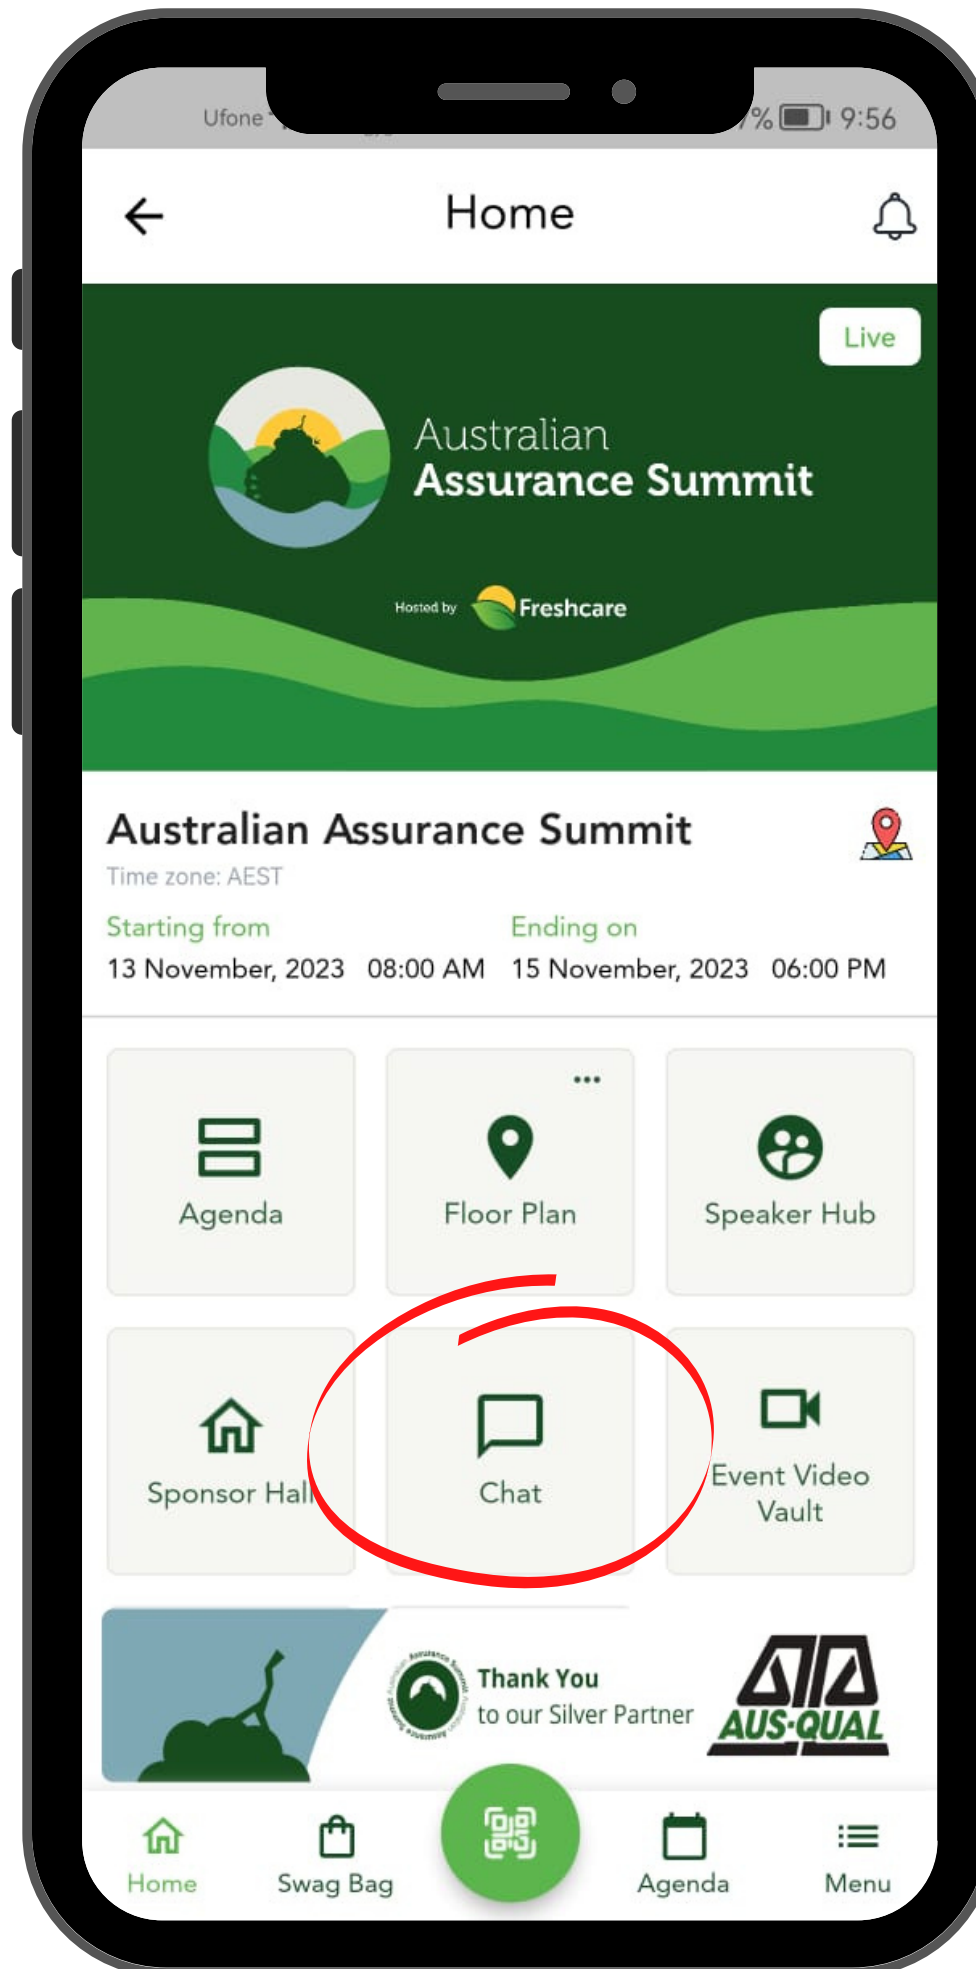 Ufone
% 9:56
Home
Live
Australian
Assurance Summit
Hosted by Freshcare
Australian Assurance Summit
Time zone: AEST
Starting from Ending on
13 November, 2023 08:00 AM 15 November, 2023 06:00 PM
Agenda Floor Plan Speaker Hub
Sponsor Hall Chat Event Video
Vault
Thank You
to our Silver Partner
AUS-QUAL
Home Swag Bag Agenda Menu